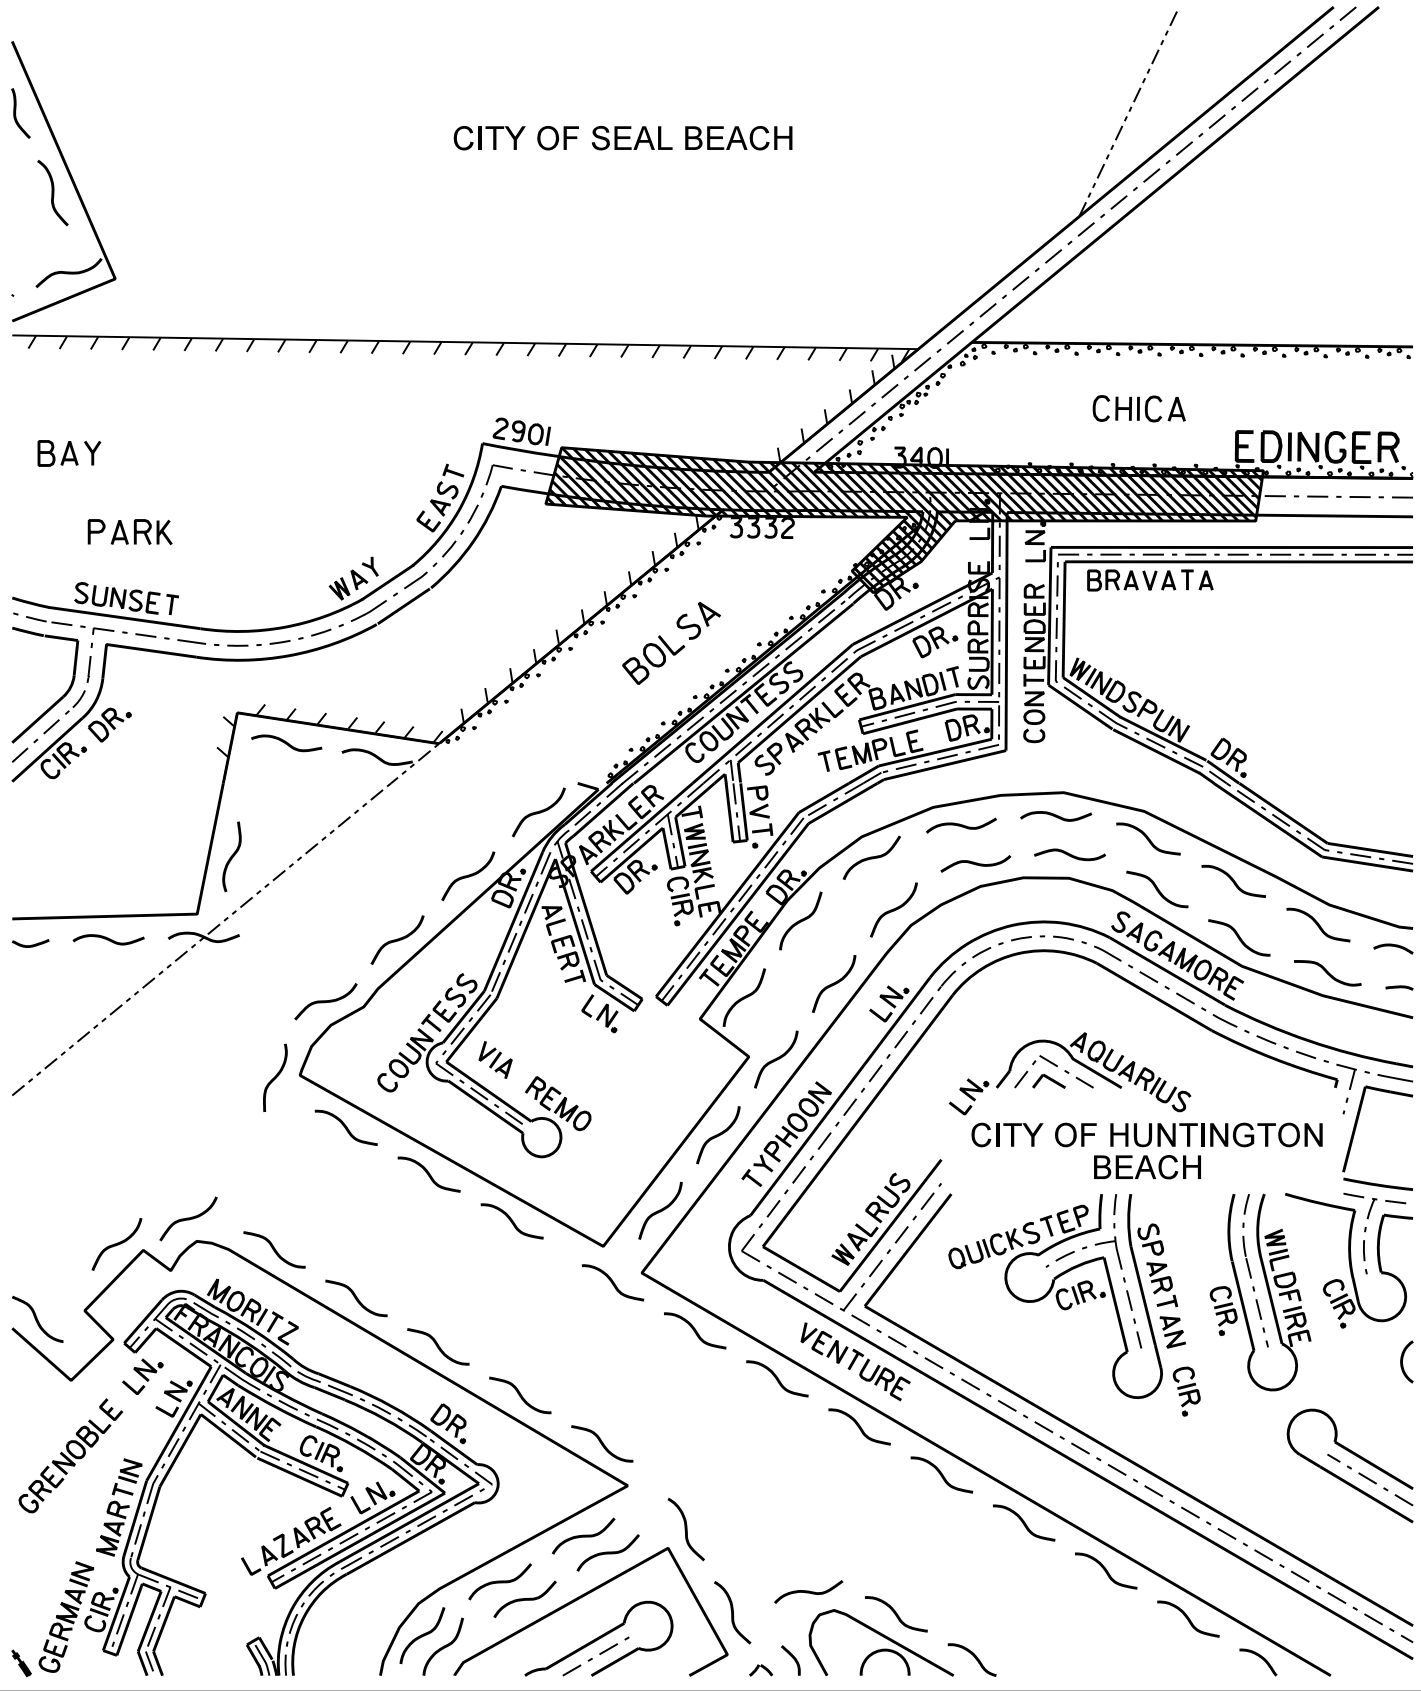 CITY OF SEAL BEACH
CHICA
2901
EDINGER
BAY
3401
EAST
PARK
3332
WAY
SUNSET
DR.
SURPRISE LN.
CONTENDER LN.
BRAVATA
BOLSA
DR.
BANDIT
COUNTESS
SPARKLER
WINDSPUN DR.
CIR. DR.
TEMPLE DR.
SPARKLER
DR.
PVT.
TWINKLE
CIR.
DR.
ALERT
LN.
TEMPE DR.
SAGAMORE
COUNTESS
LN.
VIA REMO
AQUARIUS
LN.
TYPHOON
CITY OF HUNTINGTON
BEACH
WALRUS
QUICKSTEP
CIR.
SPARTAN CIR.
WILDFIRE
CIR.
CIR.
MORITZ
DR.
FRANCOIS
DR.
VENTURE
GRENOBLE LN.
LN.
ANNE CIR.
LAZARE LN.
MARTIN
GERMAIN
CIR.